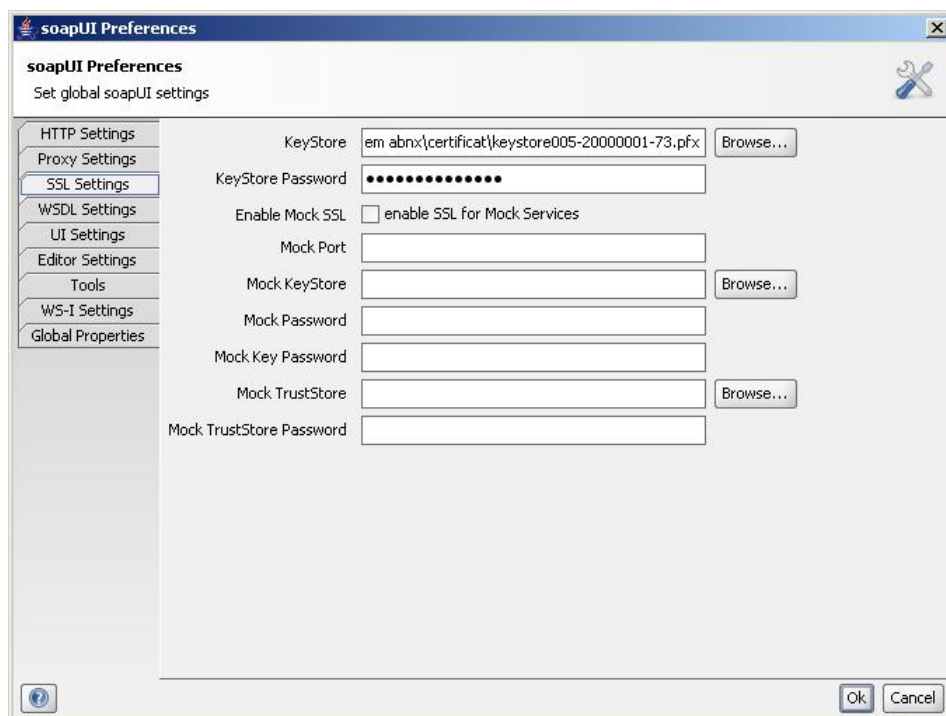 soapUI Preferences
soapUI Preferences
Set global soapUI settings
HTTP Settings
Proxy Settings
SSL Settings
WSDL Settings
UI Settings
Editor Settings
Tools
WS-I Settings
Global Properties
KeyStore em abnx\certificat\keystore005-20000001-73.pfx Browse...
KeyStore Password ••••••••••••••
Enable Mock SSL enable SSL for Mock Services
Mock Port
Mock KeyStore Browse...
Mock Password
Mock Key Password
Mock TrustStore Browse...
Mock TrustStore Password
Ok Cancel